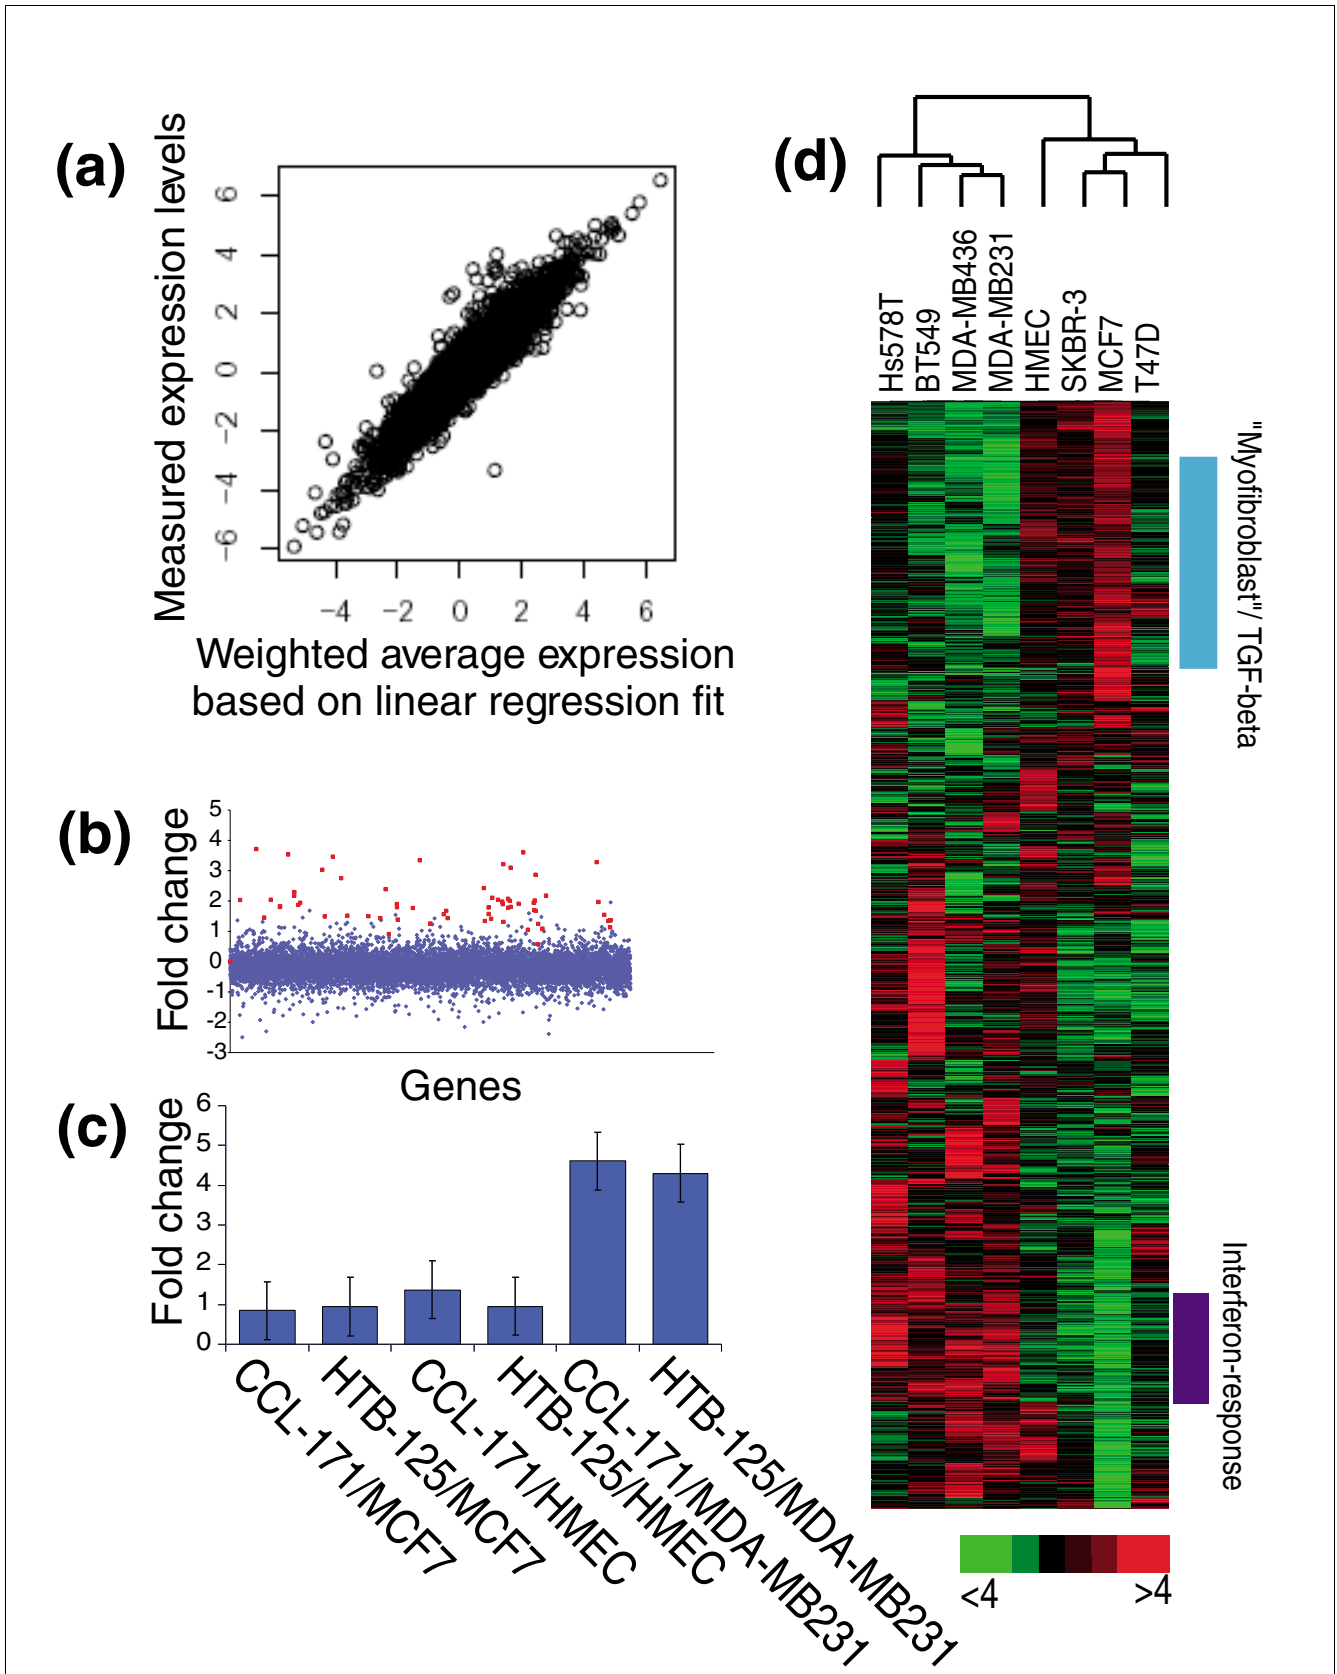 (a)
Measured expression levels
6
4
2
0
−2
−4
−6
−4
−2
0
2
4
6
Weighted average expression
based on linear regression fit
(b)
Fold change
5
4
3
2
1
0
-1
-2
-3
Genes
(c)
Fold change
6
5
4
3
2
1
0
CCL-171/MCF7
HTB-125/MCF7
CCL-171/HMEC
HTB-125/HMEC
CCL-171/MDA-MB231
HTB-125/MDA-MB231
(d)
Hs578T
BT549
MDA-MB436
MDA-MB231
HMEC
SKBR-3
MCF7
T47D
"Myofibroblast"/ TGF-beta
Interferon-response
<4
>4